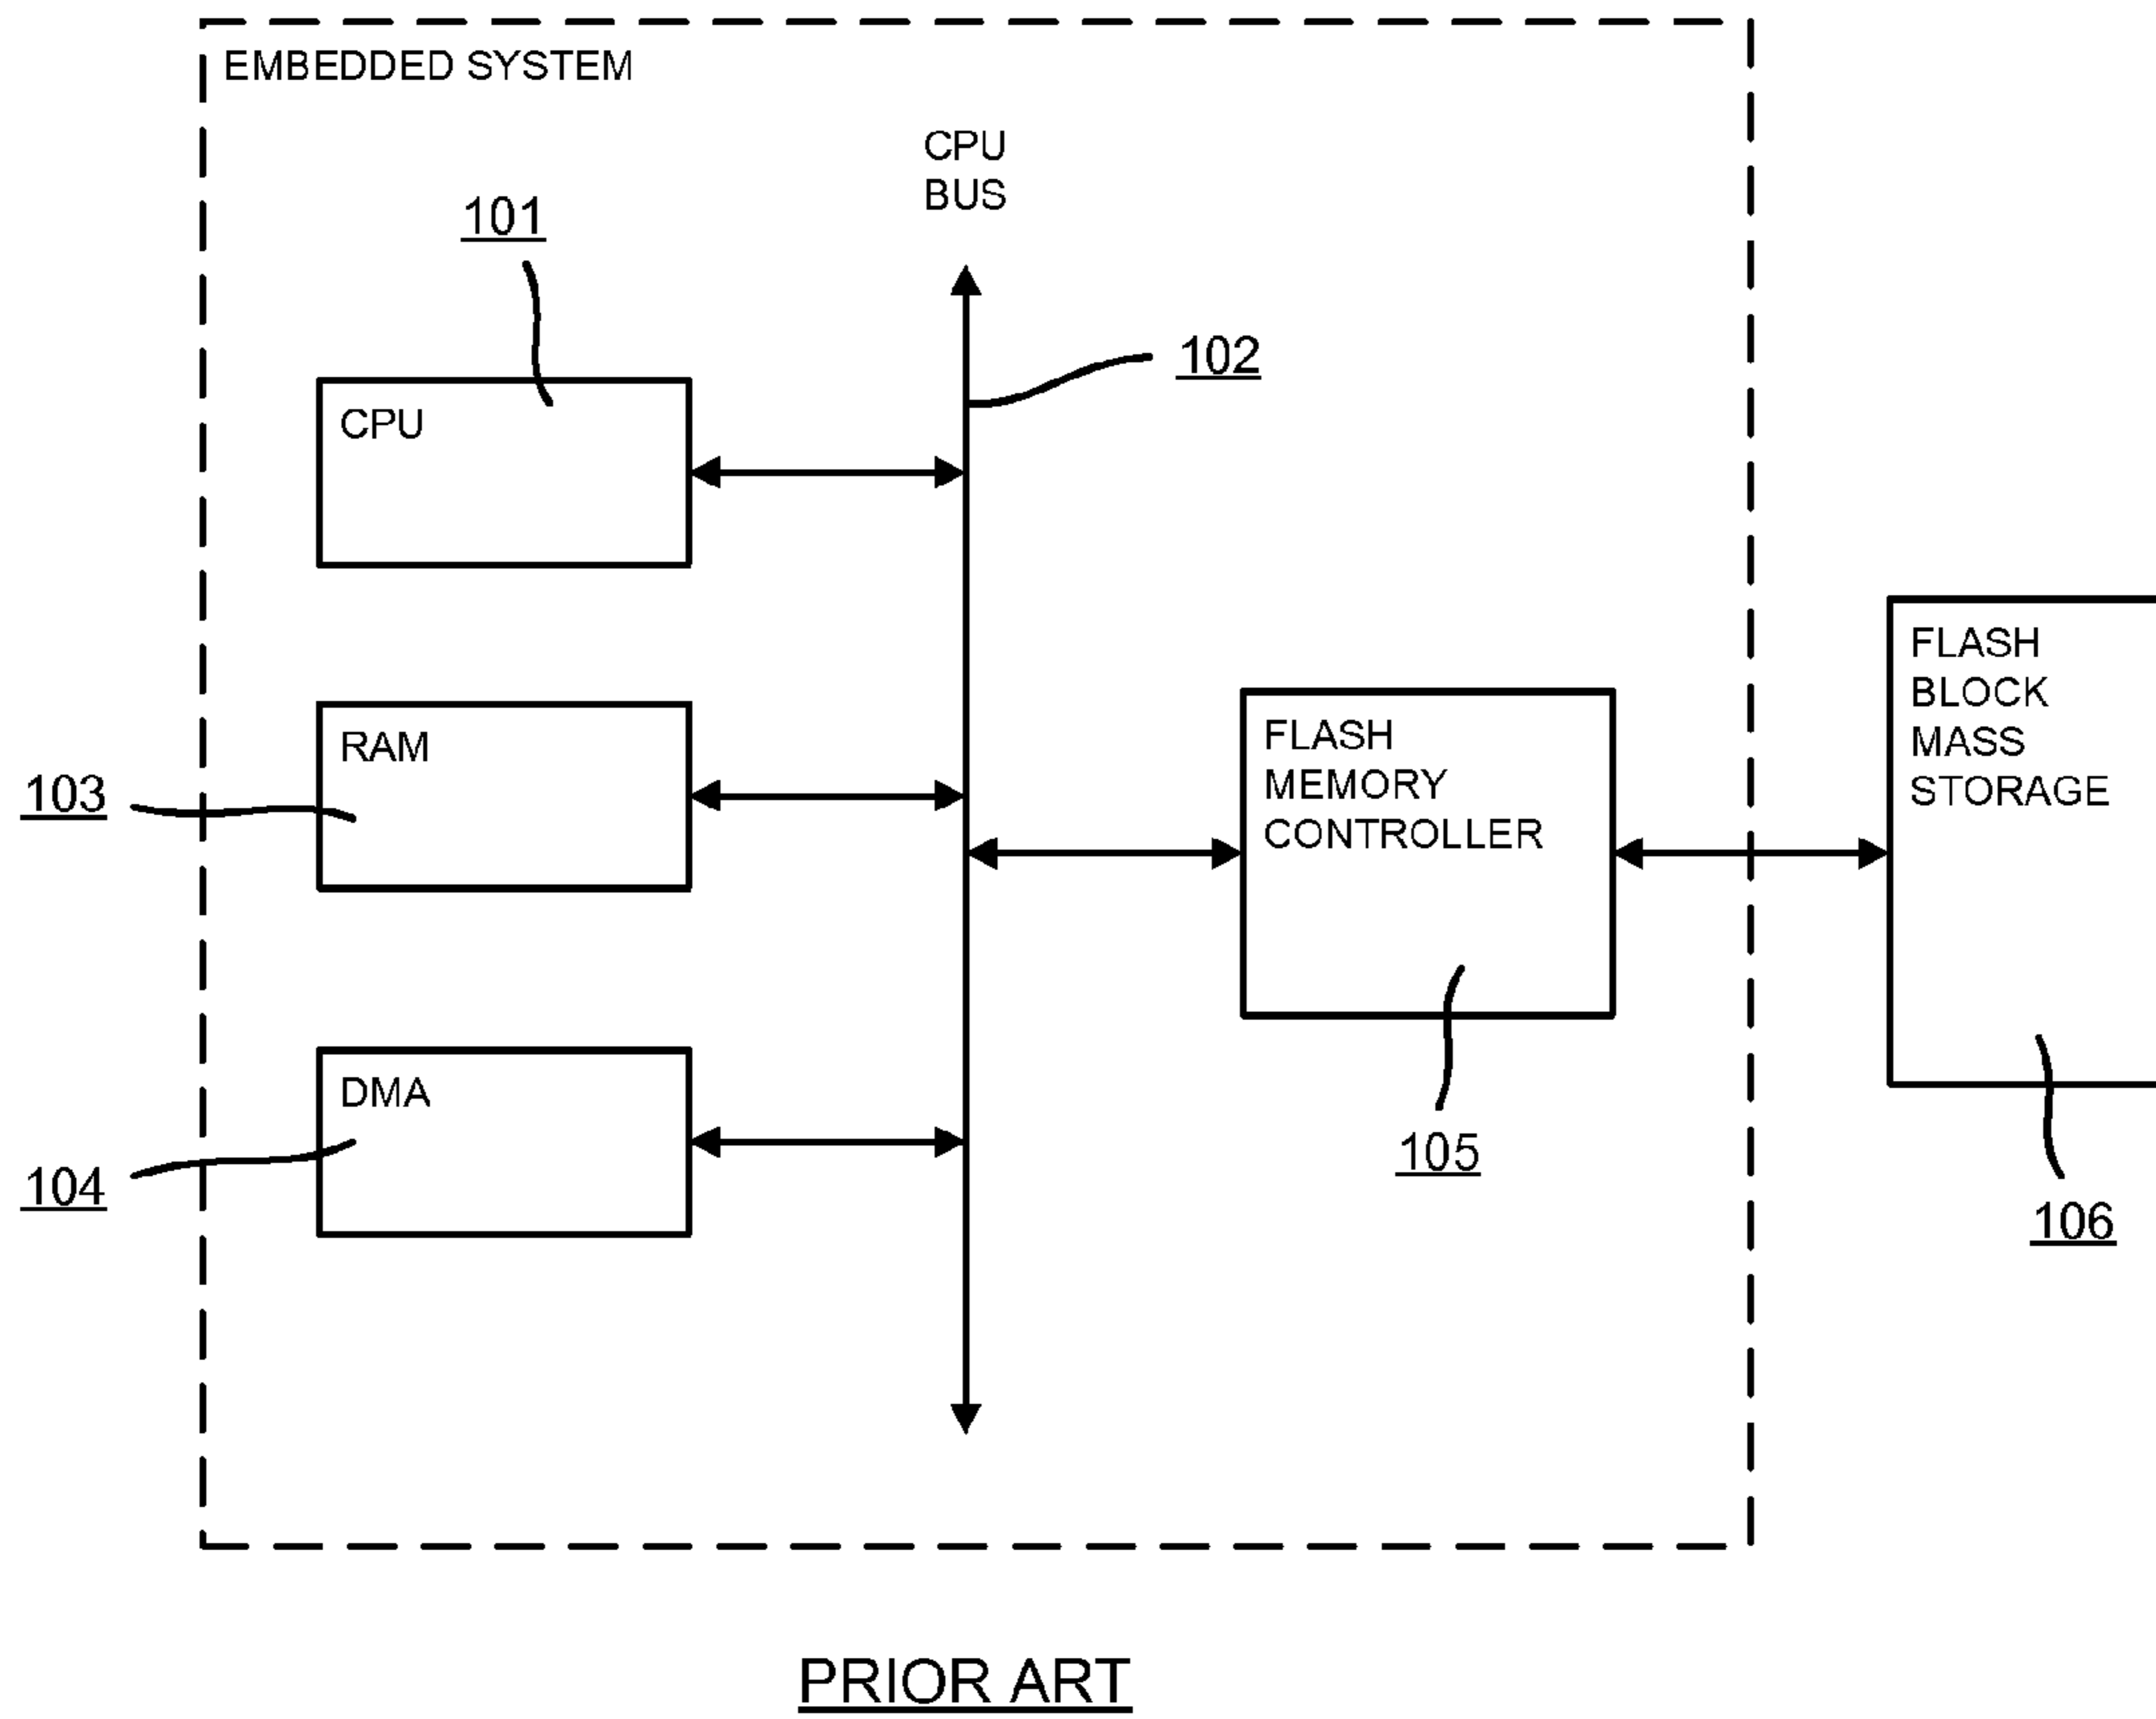 EMBEDDED SYSTEM
CPU
BUS
101
102
CPU
RAM
103
FLASH
MEMORY
CONTROLLER
FLASH
BLOCK
MASS
STORAGE
DMA
104
105
106
PRIOR ART